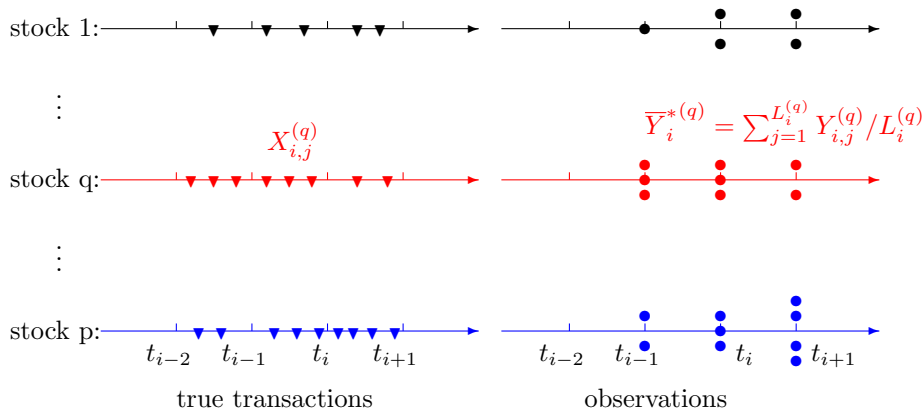 stock 1:
⋮
X_{i,j}^{(q)}
\overline{Y}_i^{*(q)} = \sum_{j=1}^{L_i^{(q)}} Y_{i,j}^{(q)}/L_i^{(q)}
stock q:
⋮
stock p:
t_{i-2} t_{i-1} t_i t_{i+1} t_{i-2} t_{i-1} t_i t_{i+1}
true transactions observations